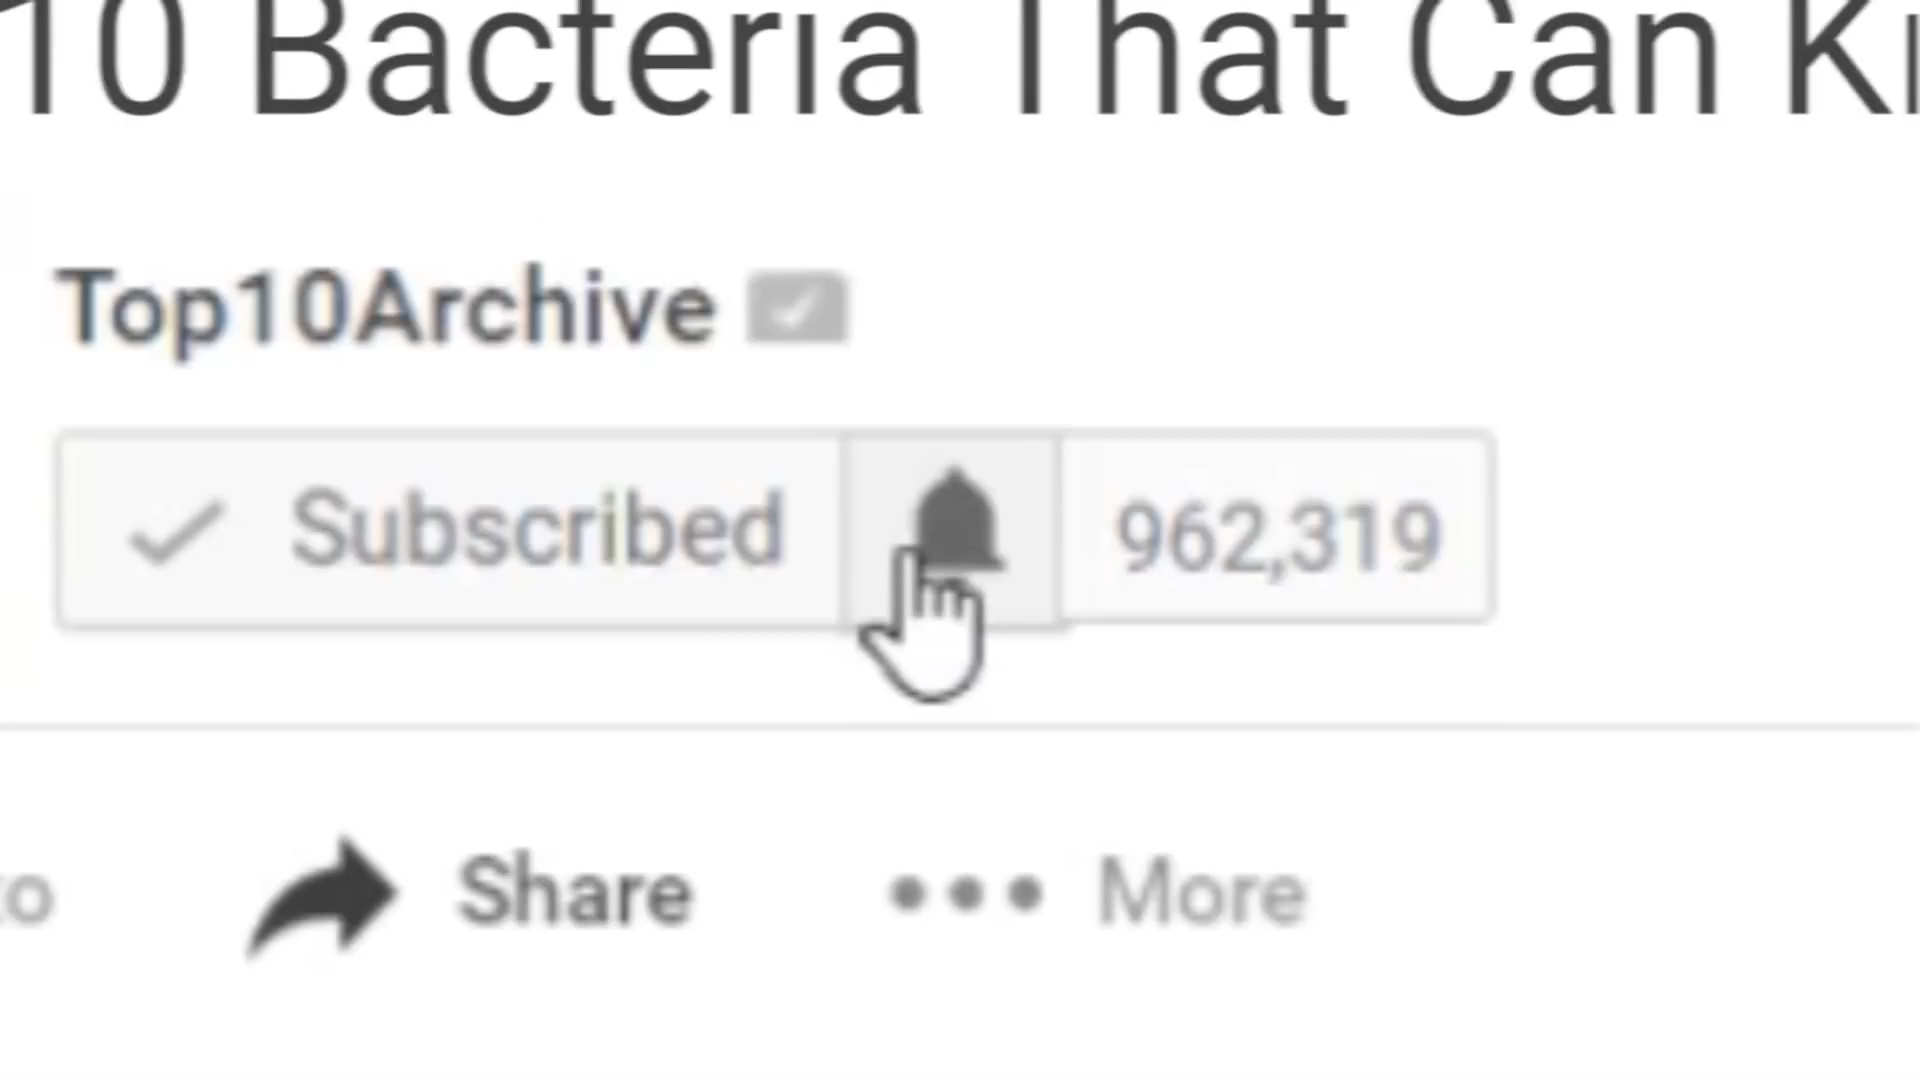 10 Bacteria That Can
Top10Archive
Subscribed 962,319
Share More